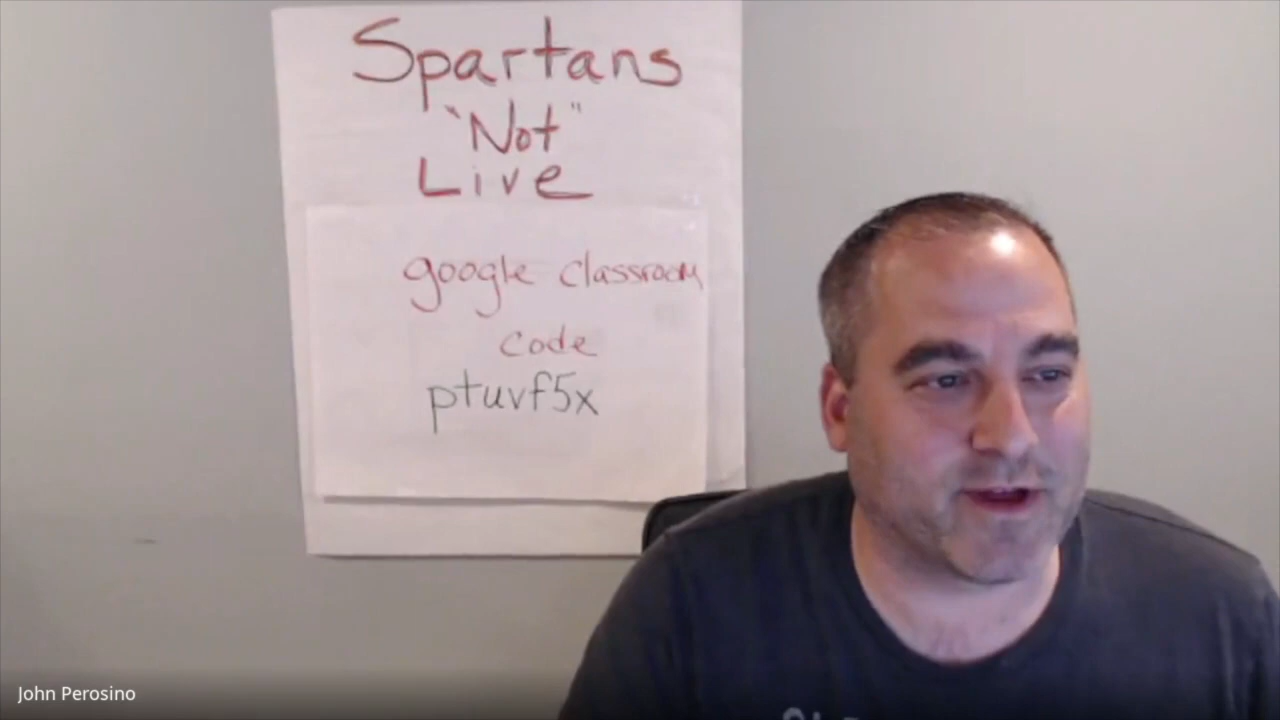 Spartans
"Not"
Live
google classroom
code
ptuvf5x
John Perosino